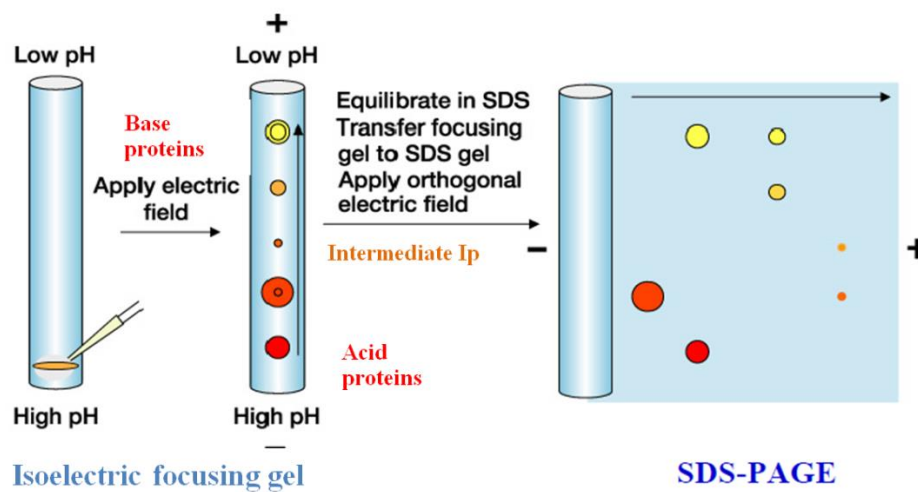 +
Low pH
Low pH
Base
proteins
Apply electric
field
Equilibrate in SDS
Transfer focusing
gel to SDS gel
Apply orthogonal
electric field
Intermediate Ip
−
+
Acid
proteins
High pH
High pH
−
Isoelectric focusing gel
SDS-PAGE